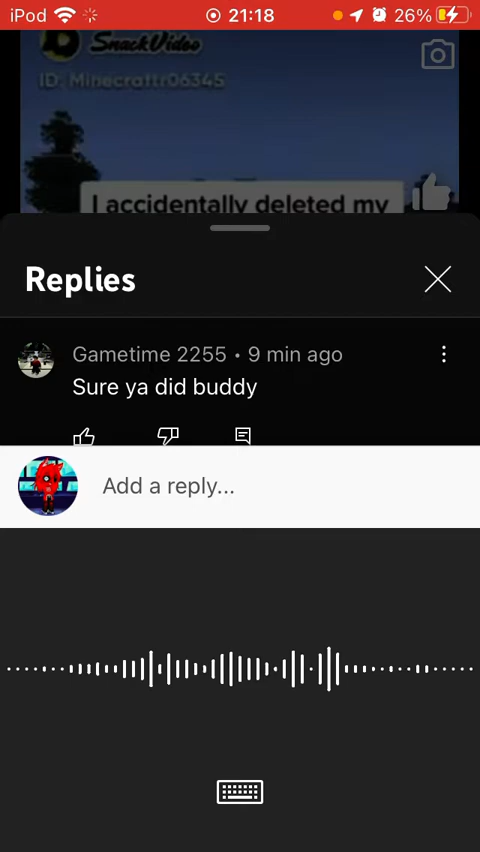 iPod 21:18 26%
SnackVideo
ID: Minecrattr06345
I accidentally deleted my
Replies
Gametime 2255 • 9 min ago
Sure ya did buddy
Add a reply...